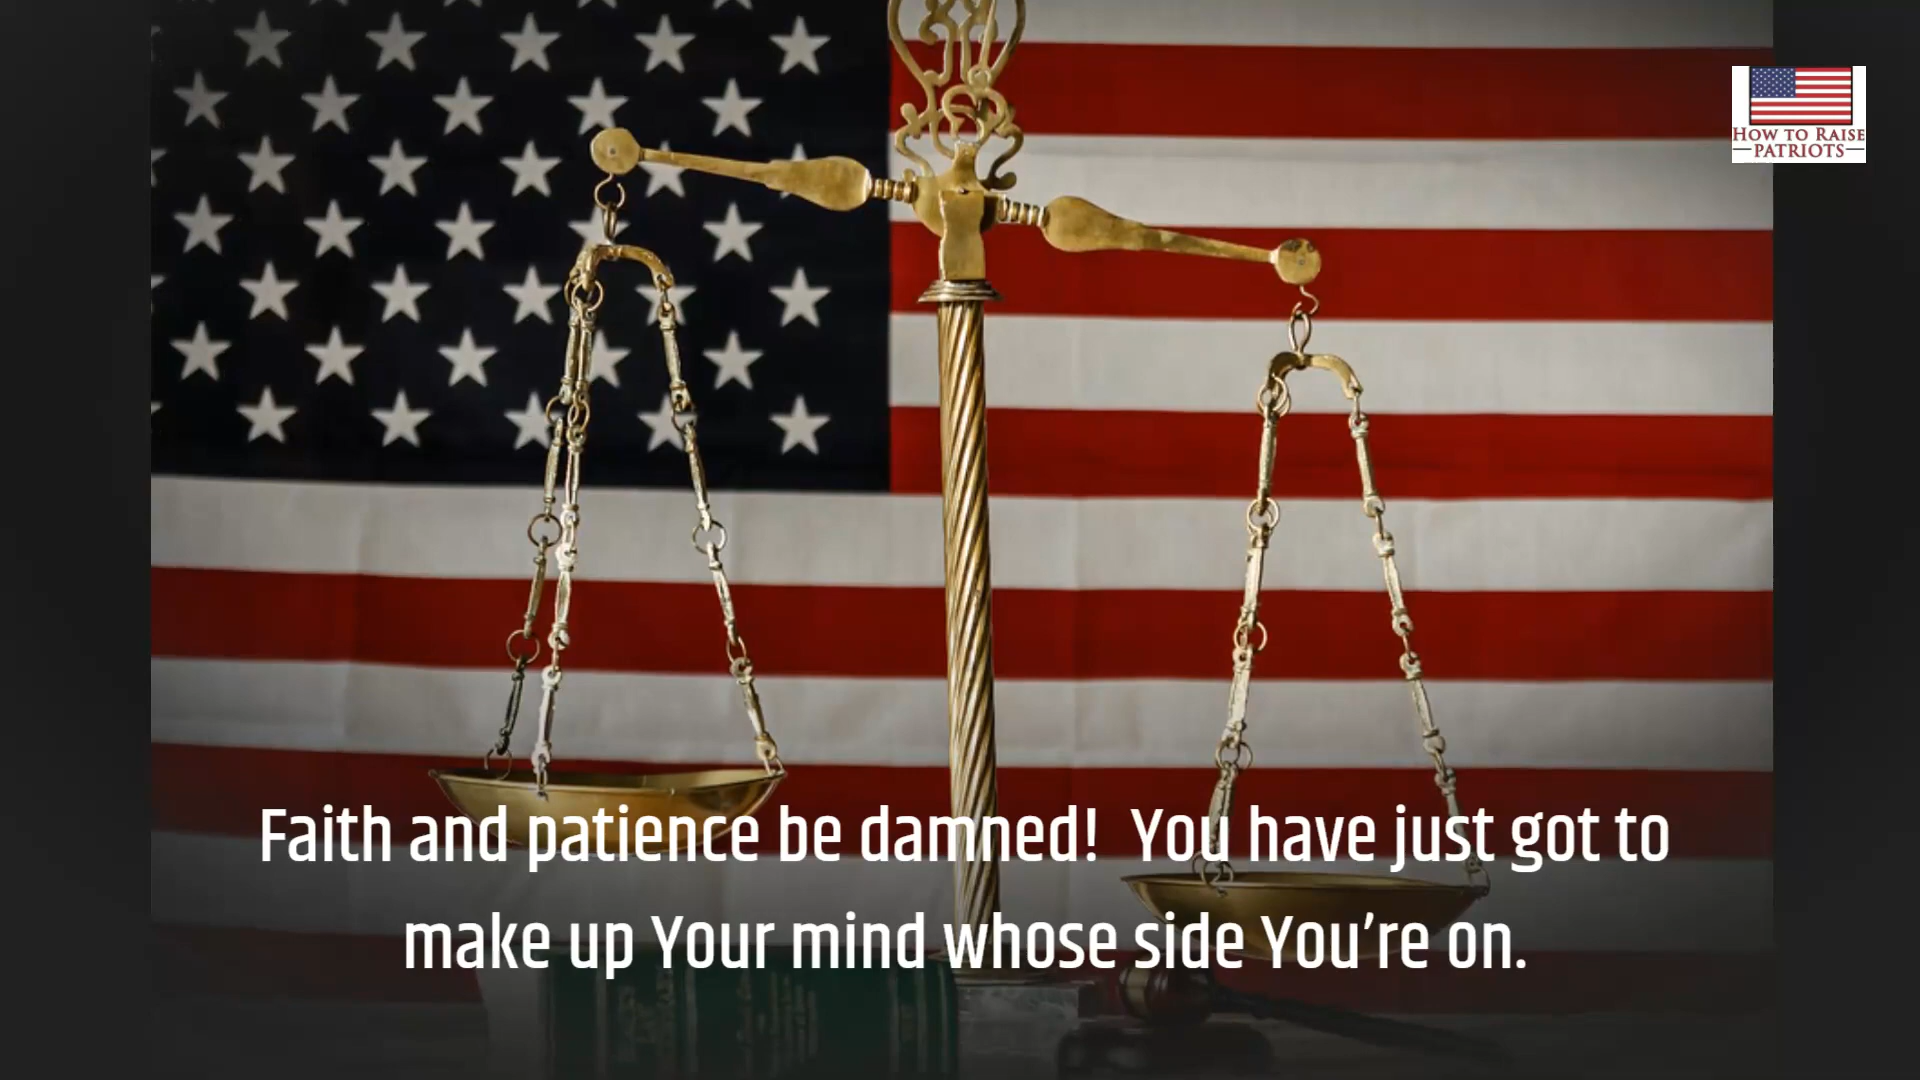 How to Raise
Patriots
Faith and patience be damned!  You have just got to
make up Your mind whose side You’re on.